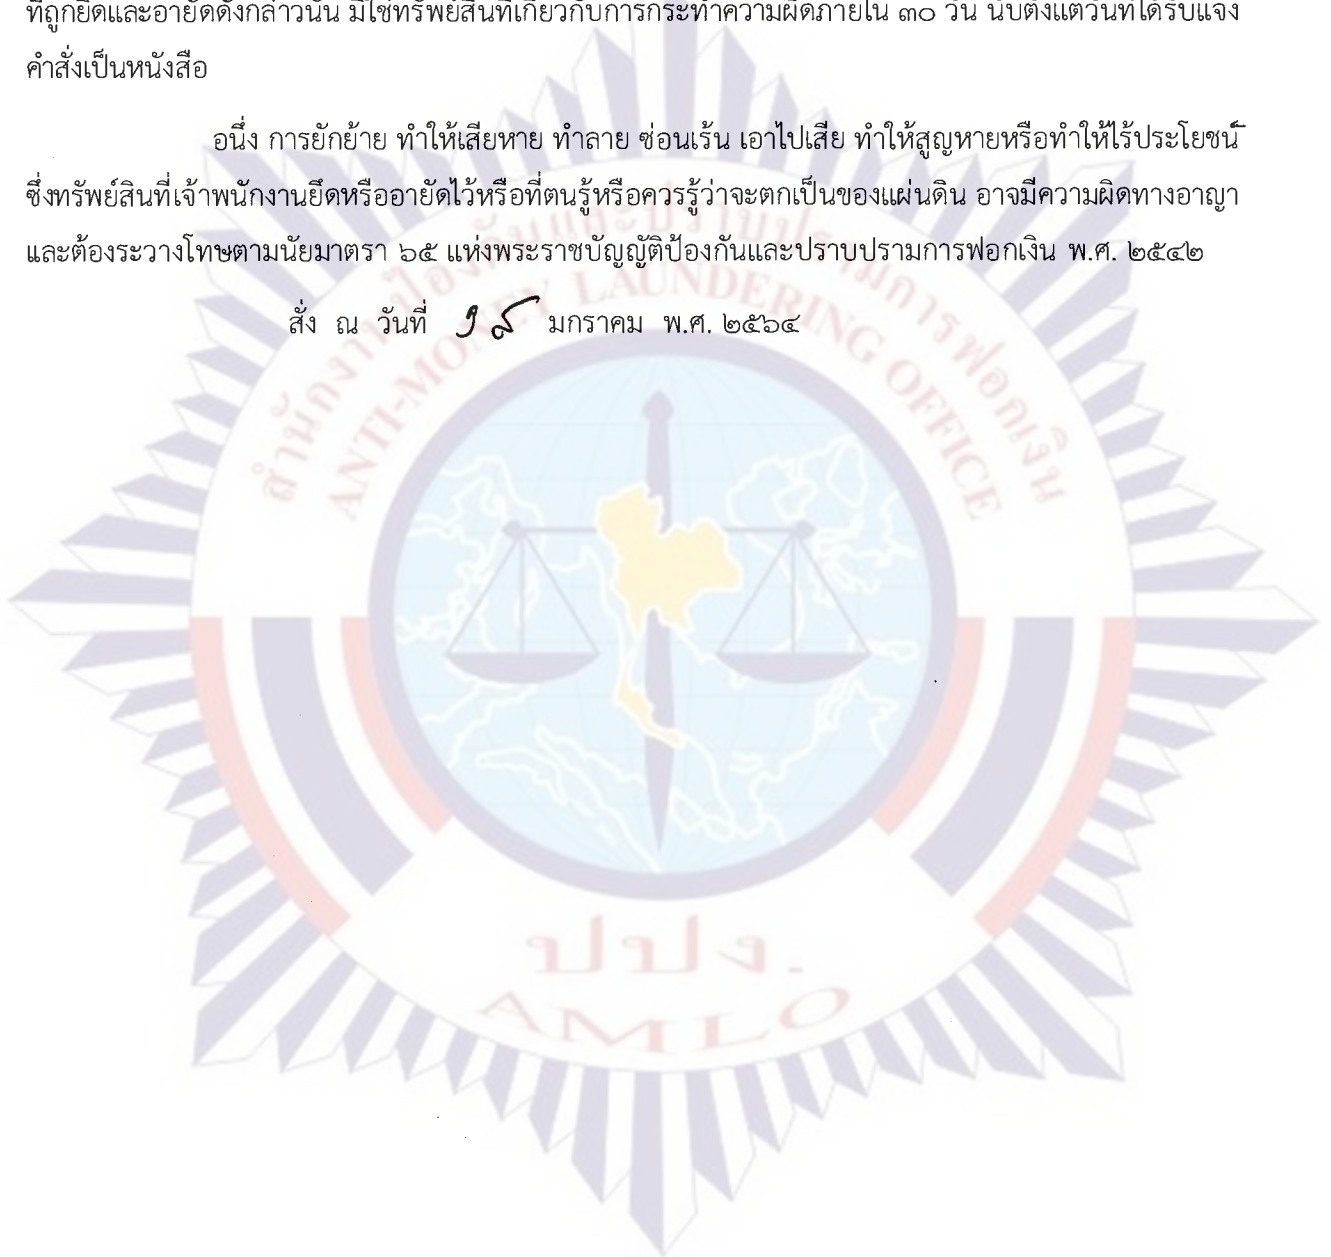 ที่ถูกยึดและอายัดดังกล่าวนั้น มิใช่ทรัพย์สินที่เกี่ยวกับการกระทำความผิดภายใน ๓๐ วัน นับตั้งแต่วันที่ได้รับแจ้ง
คำสั่งเป็นหนังสือ
อนึ่ง การยักย้าย ทำให้เสียหาย ทำลาย ซ่อนเร้น เอาไปเสีย ทำให้สูญหายหรือทำให้ไร้ประโยชน์
ซึ่งทรัพย์สินที่เจ้าพนักงานยึดหรืออายัดไว้หรือที่ตนรู้หรือควรรู้ว่าจะตกเป็นของแผ่นดิน อาจมีความผิดทางอาญา
และต้องระวางโทษตามนัยมาตรา ๖๕ แห่งพระราชบัญญัติป้องกันและปราบปรามการฟอกเงิน พ.ศ. ๒๕๔๒
สั่ง ณ วันที่ มกราคม พ.ศ. ๒๕๖๔
สำนักงานป้องกันและปราบปรามการฟอกเงิน
ANTI-MONEY LAUNDERING OFFICE
ปปง.
AMLO